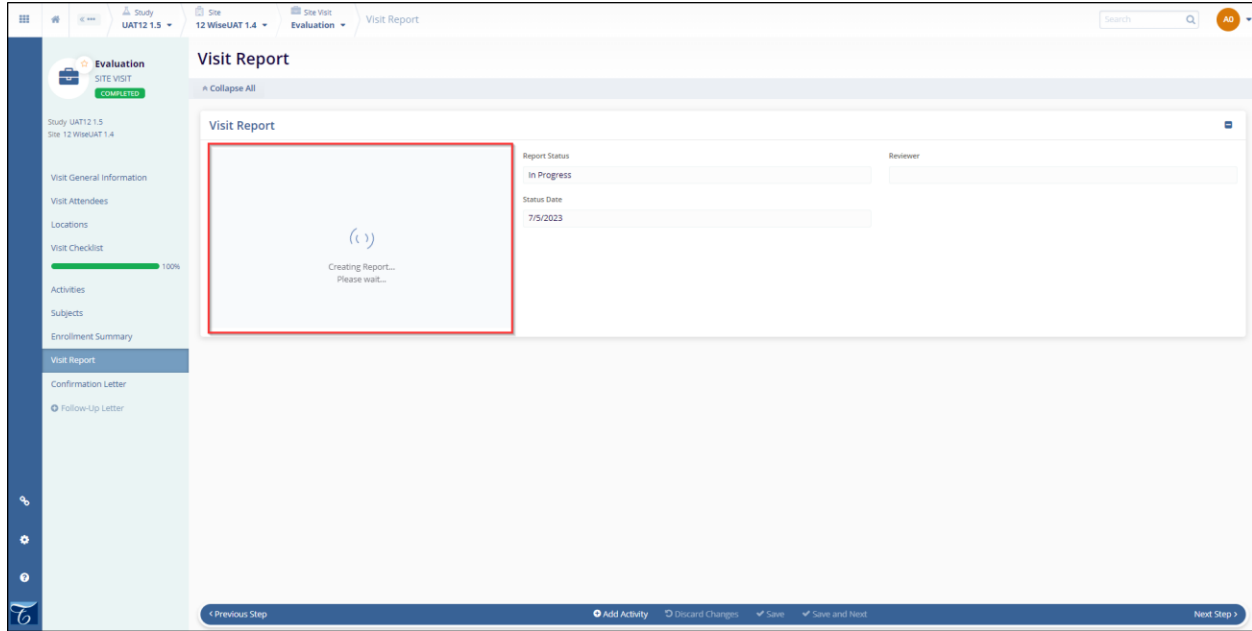 Study
UAT12 1.5
Site
12 WiseUAT 1.4
Site Visit
Evaluation
Visit Report
Search
AO
Evaluation
SITE VISIT
COMPLETED
Study UAT12 1.5
Site 12 WiseUAT 1.4
Visit General Information
Visit Attendees
Locations
Visit Checklist
100%
Activities
Subjects
Enrollment Summary
Visit Report
Confirmation Letter
Follow-Up Letter
Visit Report
Collapse All
Visit Report
Creating Report...
Please wait...
Report Status
In Progress
Status Date
7/5/2023
Reviewer
Previous Step
Add Activity
Discard Changes
Save
Save and Next
Next Step